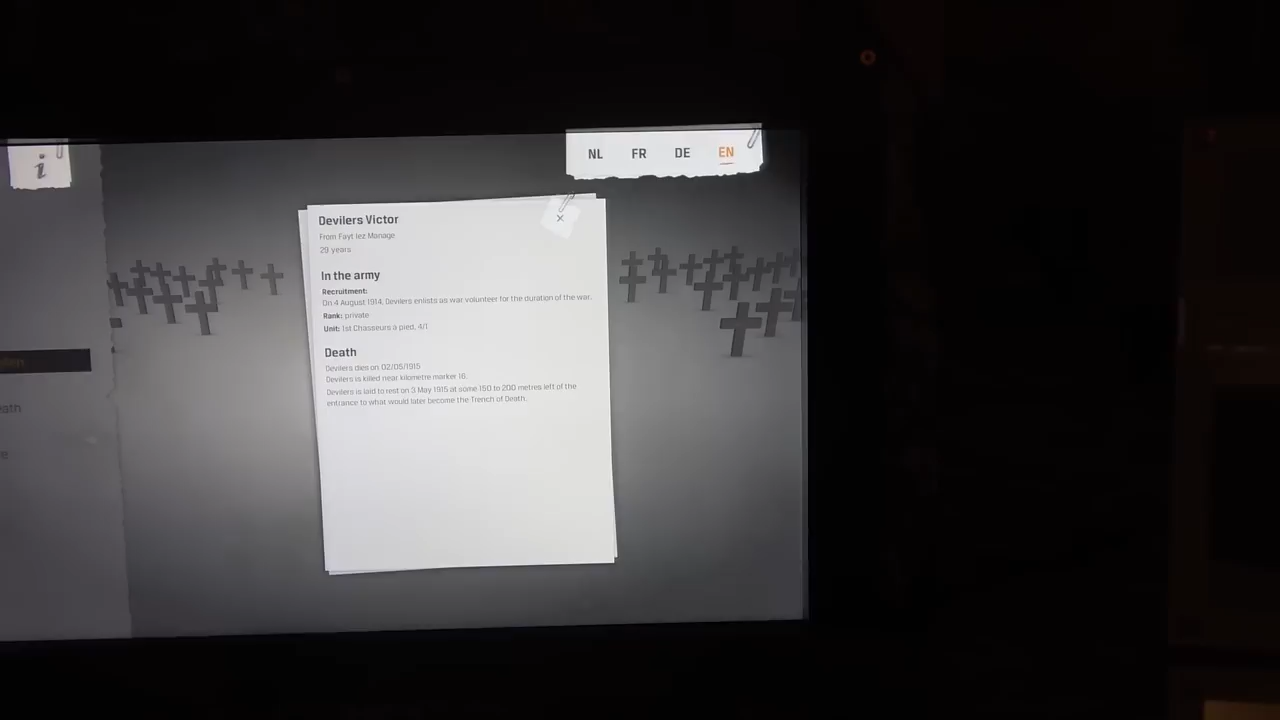 i
NL FR DE EN
Devilers Victor
From Fayt lez Manage
29 years
In the army
Recruitment:
On 4 August 1914, Devilers enlists as war volunteer for the duration of the war.
Rank: private
Unit: 1st Chasseurs à pied, 4/1
Death
Devilers dies on 02/05/1915
Devilers is killed near kilometre marker 16.
Devilers is laid to rest on 3 May 1915 at some 150 to 200 metres left of the
entrance to what would later become the Trench of Death.